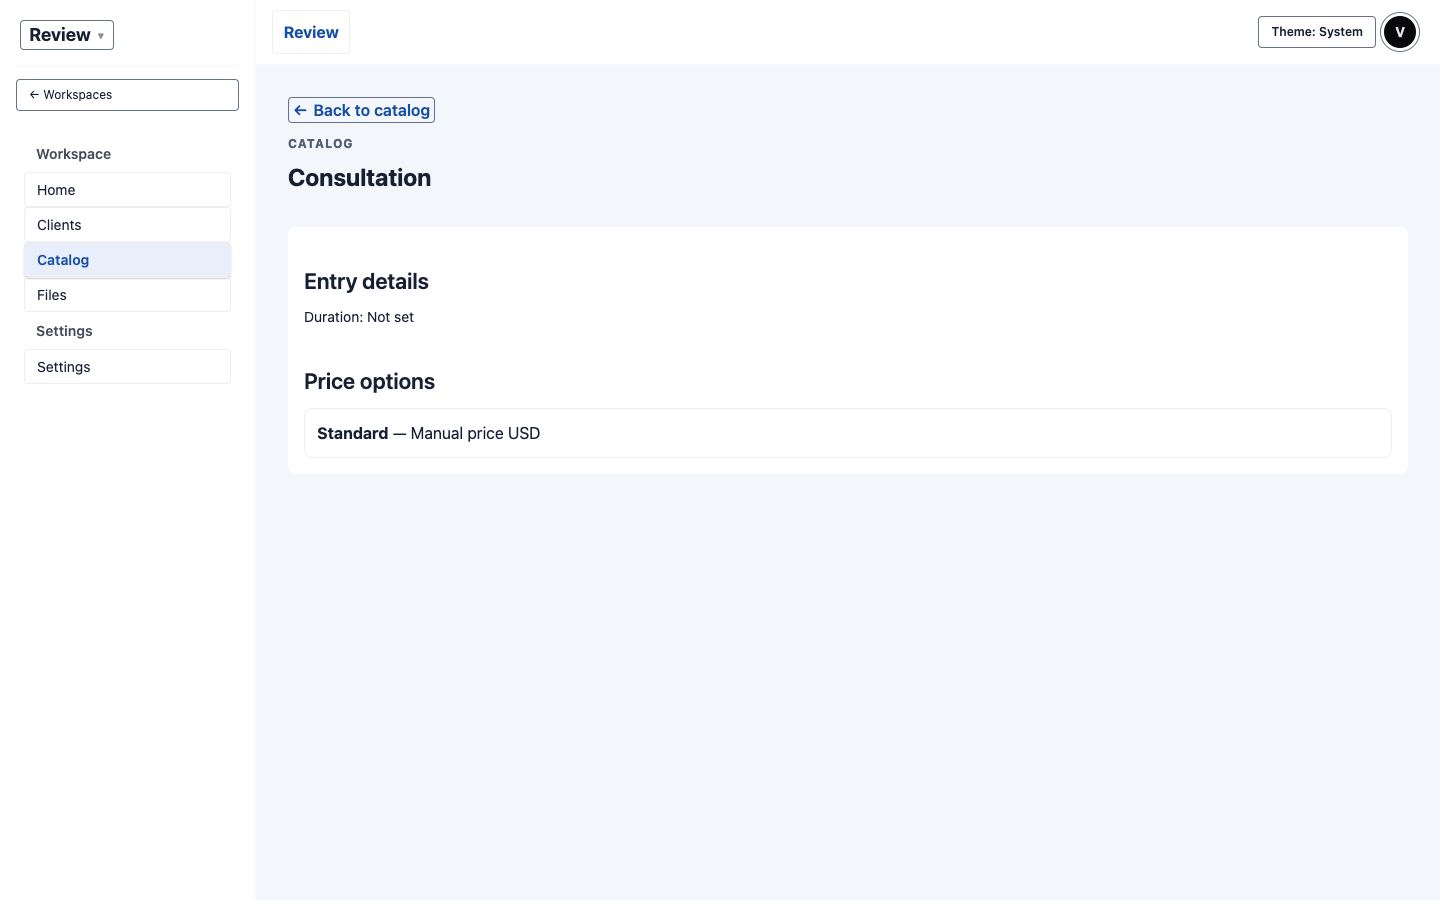 Review ▾
← Workspaces
Workspace
Home
Clients
Catalog
Files
Settings
Settings
Review
Theme: System
V
← Back to catalog
CATALOG
Consultation
Entry details
Duration: Not set
Price options
Standard — Manual price USD